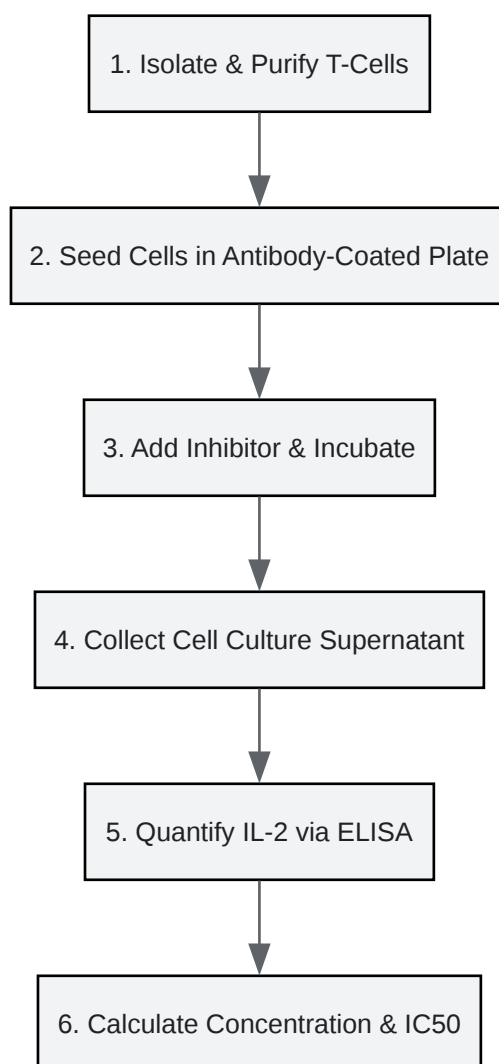 1. Isolate & Purify T-Cells
2. Seed Cells in Antibody-Coated Plate
3. Add Inhibitor & Incubate
4. Collect Cell Culture Supernatant
5. Quantify IL-2 via ELISA
6. Calculate Concentration & IC50